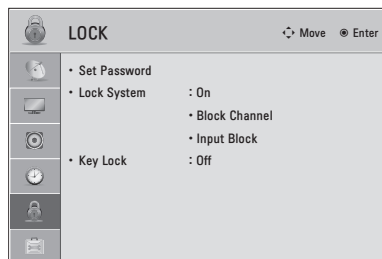 LOCK Move Enter
• Set Password
• Lock System : On
• Block Channel
• Input Block
• Key Lock : Off